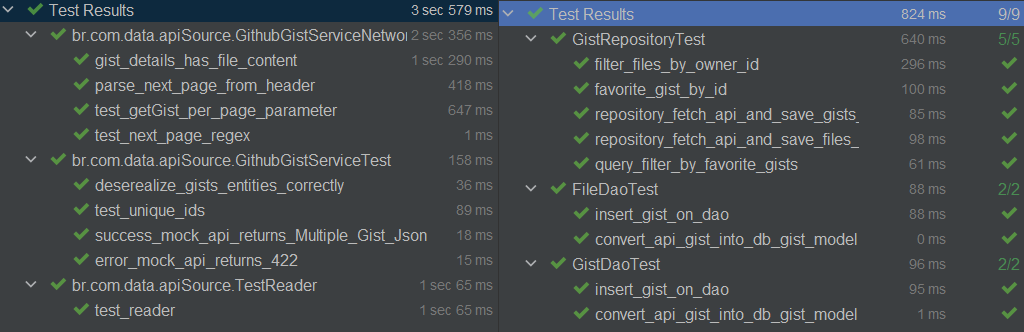 Test Results 3 sec 579 ms
br.com.data.apiSource.GithubGistServiceNetwor 2 sec 356 ms
gist_details_has_file_content 1 sec 290 ms
parse_next_page_from_header 418 ms
test_getGist_per_page_parameter 647 ms
test_next_page_regex 1 ms
br.com.data.apiSource.GithubGistServiceTest 158 ms
deserealize_gists_entities_correctly 36 ms
test_unique_ids 89 ms
success_mock_api_returns_Multiple_Gist_Json 18 ms
error_mock_api_returns_422 15 ms
br.com.data.apiSource.TestReader 1 sec 65 ms
test_reader 1 sec 65 ms
Test Results 824 ms 9/9
GistRepositoryTest 640 ms 5/5
filter_files_by_owner_id 296 ms
favorite_gist_by_id 100 ms
repository_fetch_api_and_save_gists_ 85 ms
repository_fetch_api_and_save_files_ 98 ms
query_filter_by_favorite_gists 61 ms
FileDaoTest 88 ms 2/2
insert_gist_on_dao 88 ms
convert_api_gist_into_db_gist_model 0 ms
GistDaoTest 96 ms 2/2
insert_gist_on_dao 95 ms
convert_api_gist_into_db_gist_model 1 ms